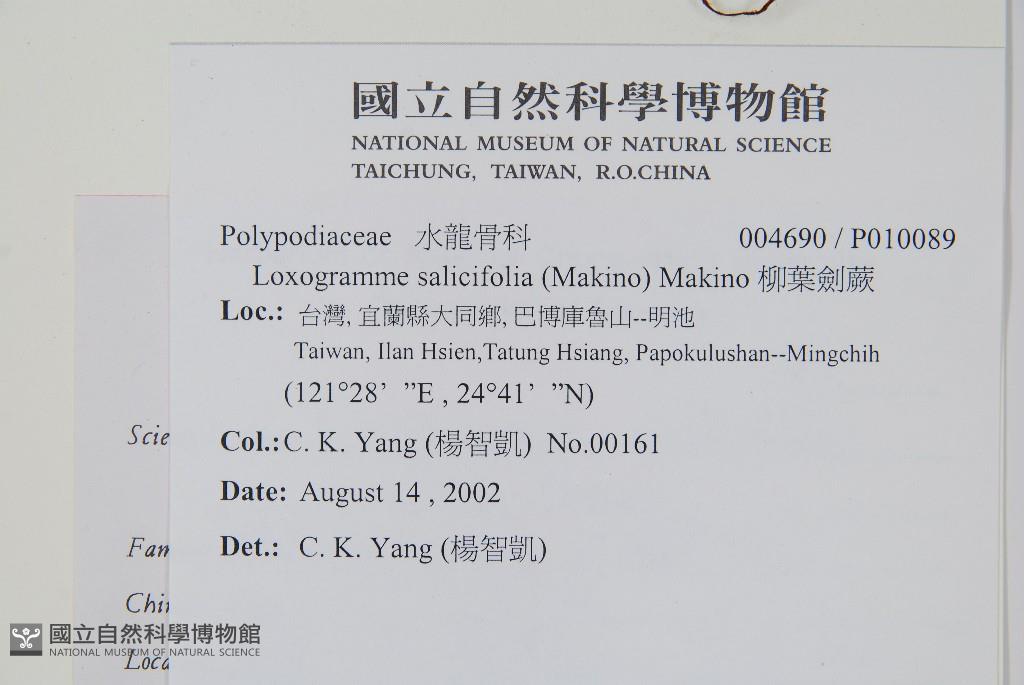 國立自然科學博物館
NATIONAL MUSEUM OF NATURAL SCIENCE
TAICHUNG, TAIWAN, R.O.CHINA
Polypodiaceae 水龍骨科 004690 / P010089
Loxogramme salicifolia (Makino) Makino 柳葉劍蕨
Loc.: 台灣, 宜蘭縣大同鄉, 巴博庫魯山--明池
Taiwan, Ilan Hsien,Tatung Hsiang, Papokulushan--Mingchih
(121°28’ ”E , 24°41’ ”N)
Col.:C. K. Yang (楊智凱) No.00161
Date: August 14 , 2002
Det.: C. K. Yang (楊智凱)
Scie
Fam
Chi
Loca
國立自然科學博物館
NATIONAL MUSEUM OF NATURAL SCIENCE